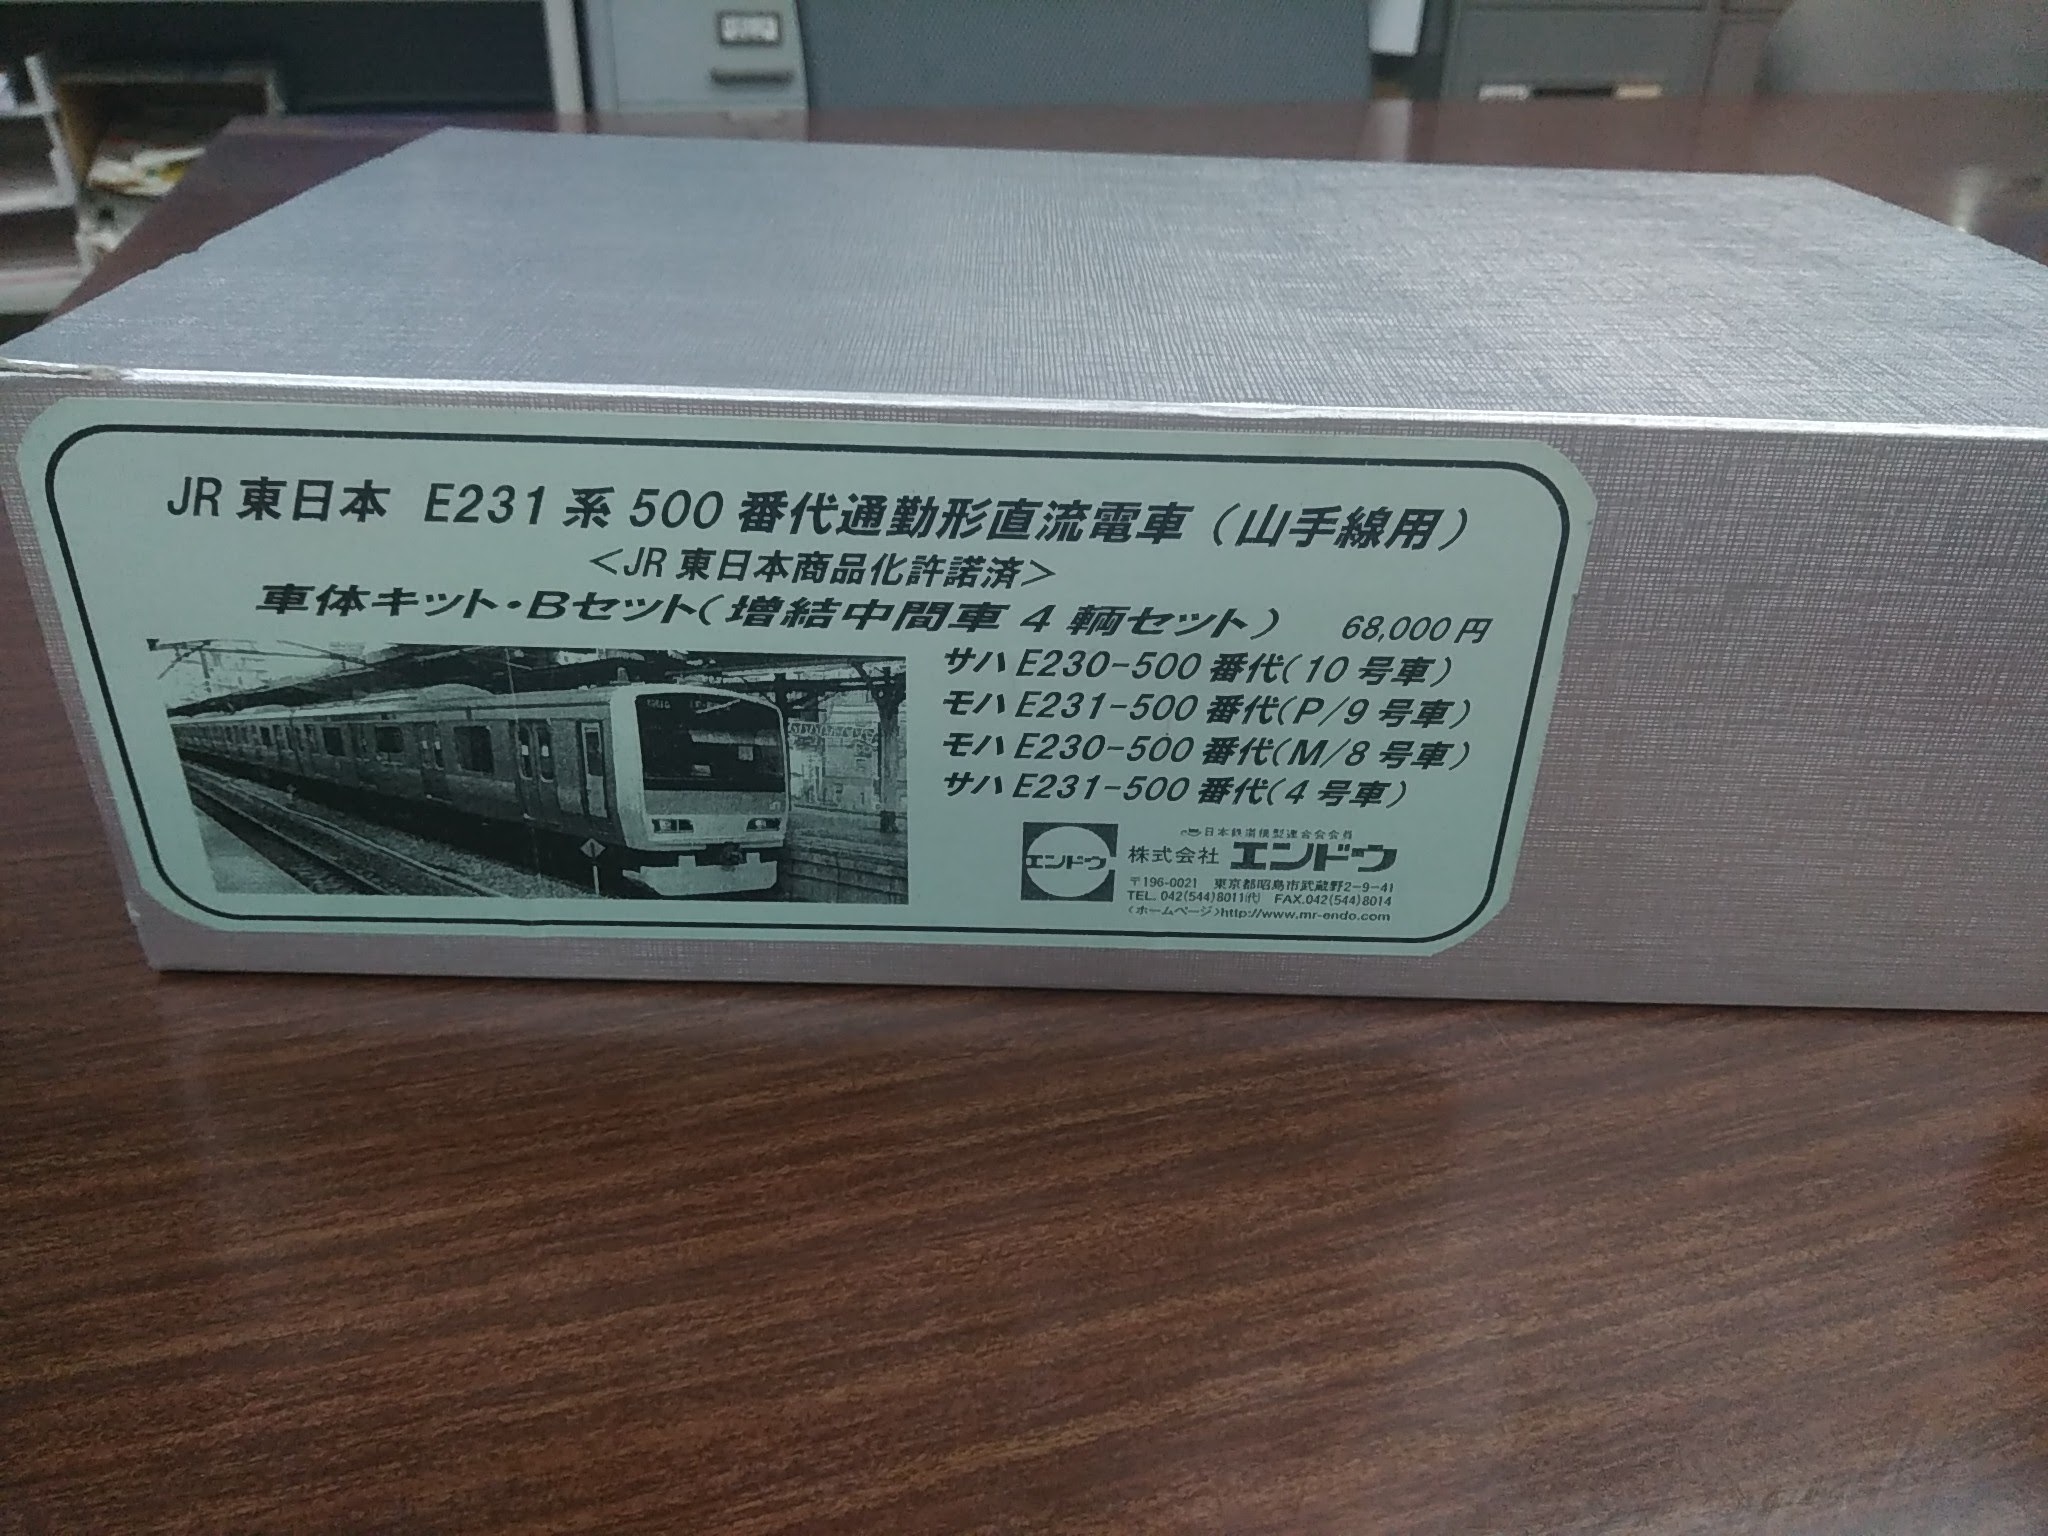 JR 東日本 E231 系 500 番代通勤形直流電車（山手線用）
＜JR 東日本商品化許諾済＞
車体キット・Bセット（増結中間車 4 輌セット） 68,000 円
サハ E230-500 番代（10 号車）
モハ E231-500 番代（P/9 号車）
モハ E230-500 番代（M/8 号車）
サハ E231-500 番代（4 号車）
日本鉄道模型連合会会員
エンドウ
株式会社 エンドウ
〒196-0021 東京都昭島市武蔵野2-9-41
TEL. 042(544)8011㈹ FAX.042(544)8014
（ホームページ）http://www.mr-endo.com